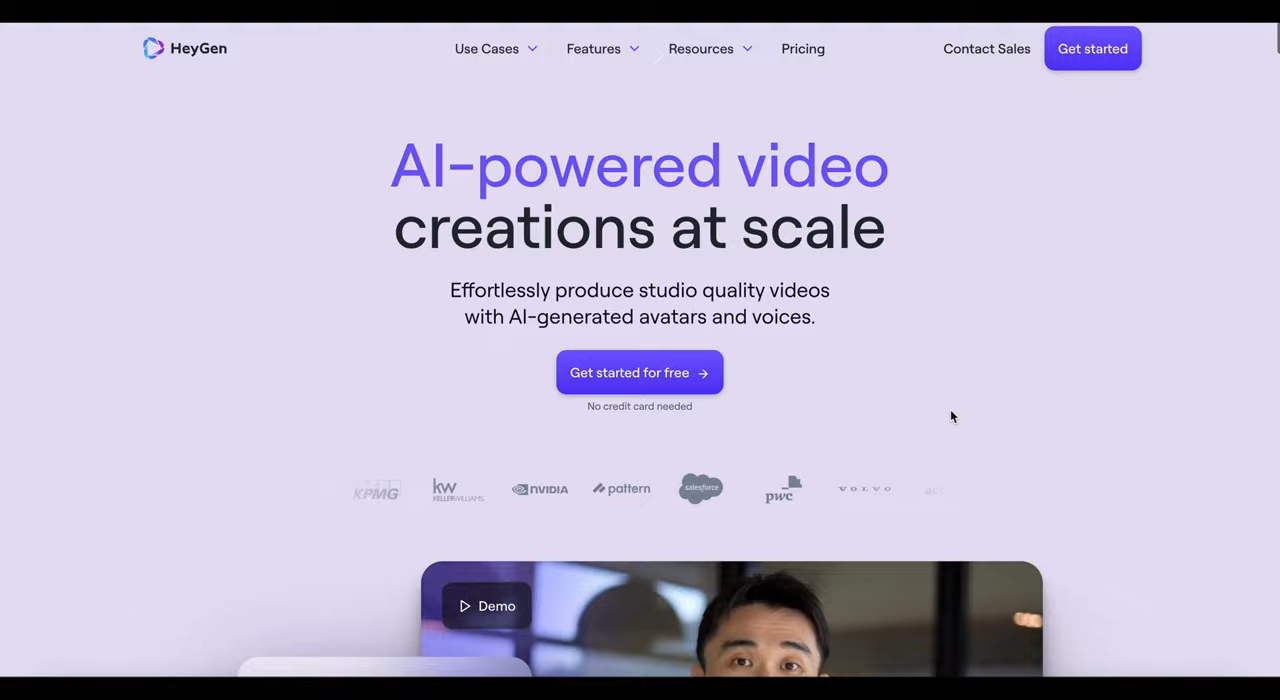 HeyGen
Use Cases
Features
Resources
Pricing
Contact Sales
Get started
AI-powered video
creations at scale
Effortlessly produce studio quality videos
with AI-generated avatars and voices.
Get started for free
No credit card needed
KPMG
kw
KELLERWILLIAMS.
NVIDIA
pattern
salesforce
pwc
VOLVO
Demo